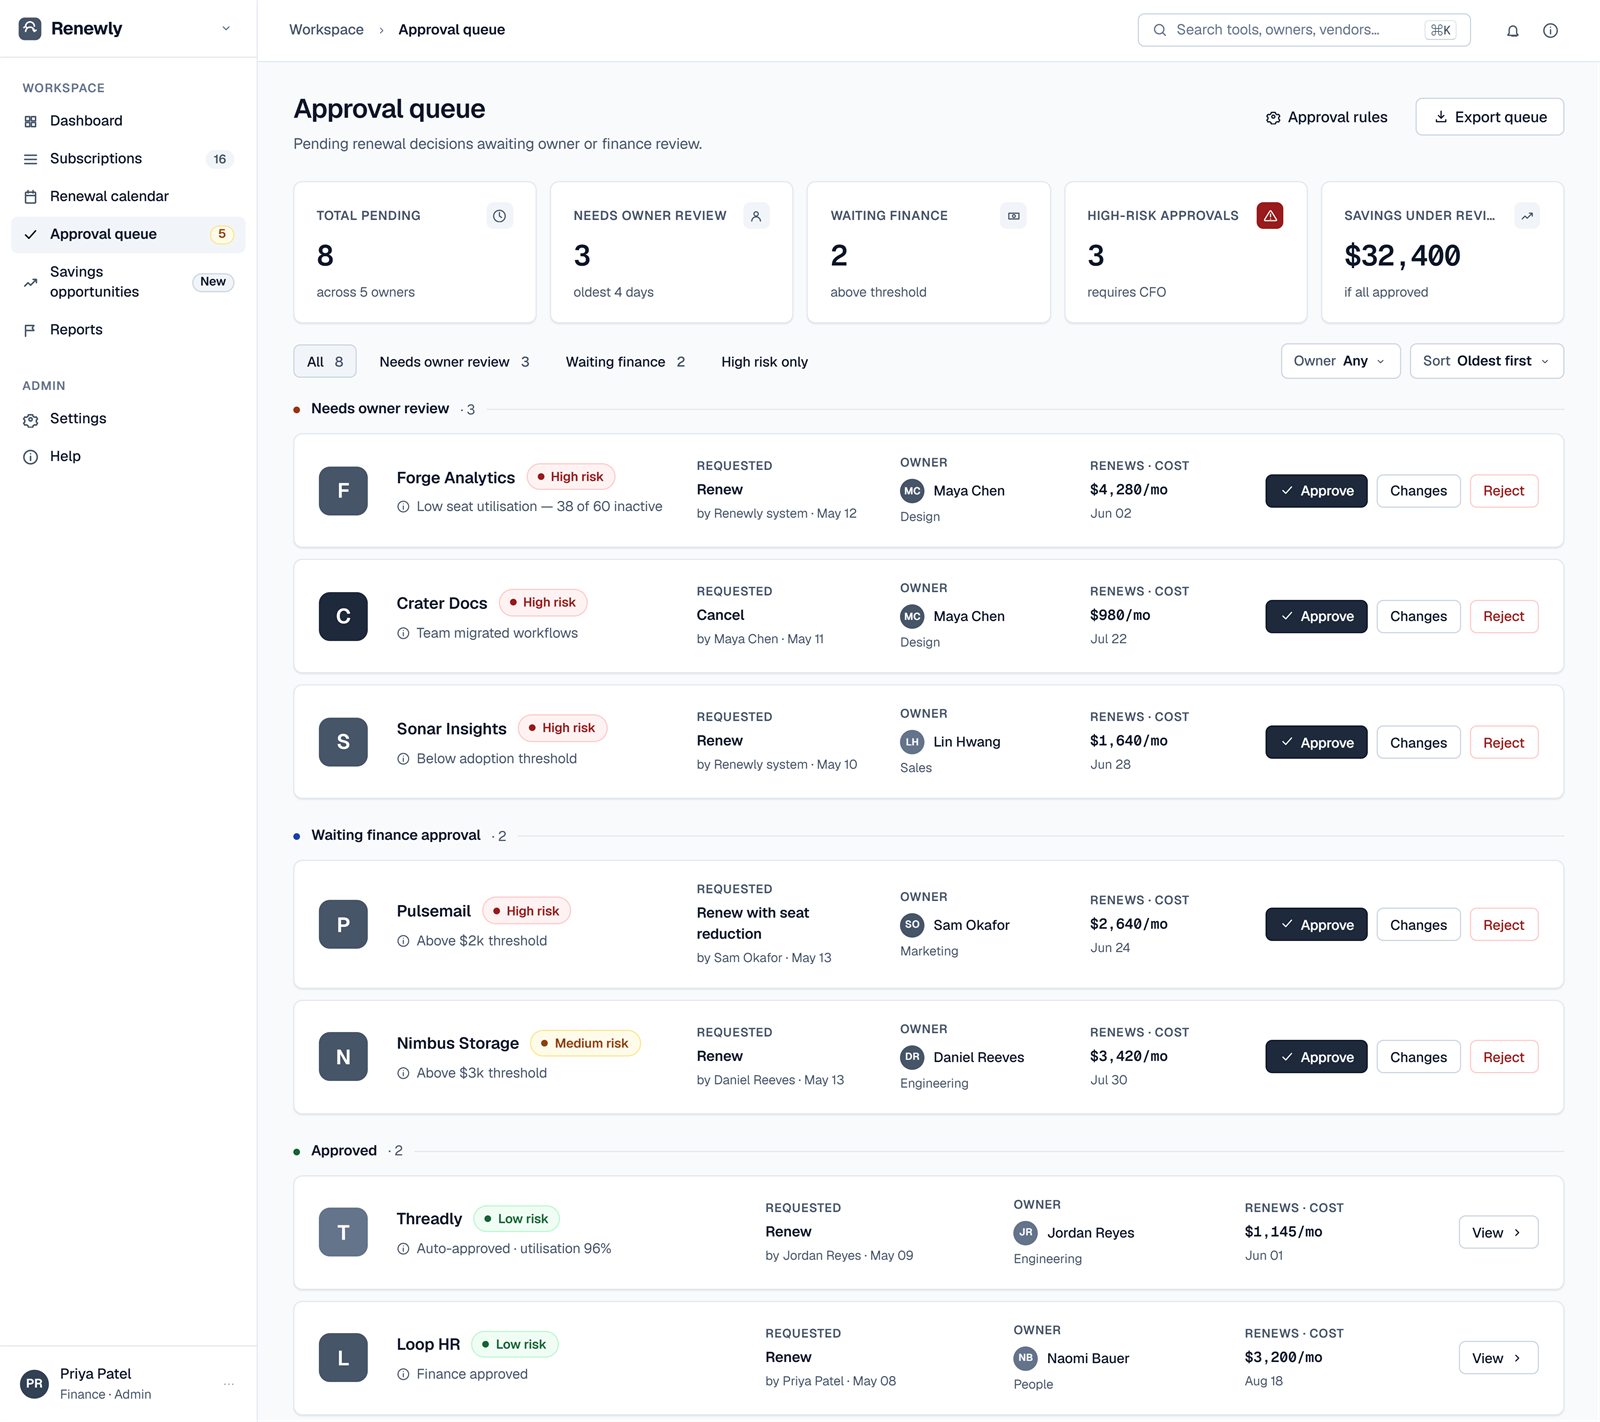 Renewly
WORKSPACE
Dashboard
Subscriptions 16
Renewal calendar
Approval queue 5
Savings
opportunities New
Reports
ADMIN
Settings
Help
PR Priya Patel
Finance · Admin
...
Workspace › Approval queue
Search tools, owners, vendors... ⌘K
Approval queue
Pending renewal decisions awaiting owner or finance review.
Approval rules
Export queue
TOTAL PENDING
8
across 5 owners
NEEDS OWNER REVIEW
3
oldest 4 days
WAITING FINANCE
2
above threshold
HIGH-RISK APPROVALS
3
requires CFO
SAVINGS UNDER REVI...
$32,400
if all approved
All 8
Needs owner review 3
Waiting finance 2
High risk only
Owner Any
Sort Oldest first
Needs owner review · 3
F
Forge Analytics High risk
Low seat utilisation — 38 of 60 inactive
REQUESTED
Renew
by Renewly system · May 12
OWNER
MC Maya Chen
Design
RENEWS · COST
$4,280/mo
Jun 02
Approve
Changes
Reject
C
Crater Docs High risk
Team migrated workflows
REQUESTED
Cancel
by Maya Chen · May 11
OWNER
MC Maya Chen
Design
RENEWS · COST
$980/mo
Jul 22
Approve
Changes
Reject
S
Sonar Insights High risk
Below adoption threshold
REQUESTED
Renew
by Renewly system · May 10
OWNER
LH Lin Hwang
Sales
RENEWS · COST
$1,640/mo
Jun 28
Approve
Changes
Reject
Waiting finance approval · 2
P
Pulsemail High risk
Above $2k threshold
REQUESTED
Renew with seat
reduction
by Sam Okafor · May 13
OWNER
SO Sam Okafor
Marketing
RENEWS · COST
$2,640/mo
Jun 24
Approve
Changes
Reject
N
Nimbus Storage Medium risk
Above $3k threshold
REQUESTED
Renew
by Daniel Reeves · May 13
OWNER
DR Daniel Reeves
Engineering
RENEWS · COST
$3,420/mo
Jul 30
Approve
Changes
Reject
Approved · 2
T
Threadly Low risk
Auto-approved · utilisation 96%
REQUESTED
Renew
by Jordan Reyes · May 09
OWNER
JR Jordan Reyes
Engineering
RENEWS · COST
$1,145/mo
Jun 01
View
L
Loop HR Low risk
Finance approved
REQUESTED
Renew
by Priya Patel · May 08
OWNER
NB Naomi Bauer
People
RENEWS · COST
$3,200/mo
Aug 18
View